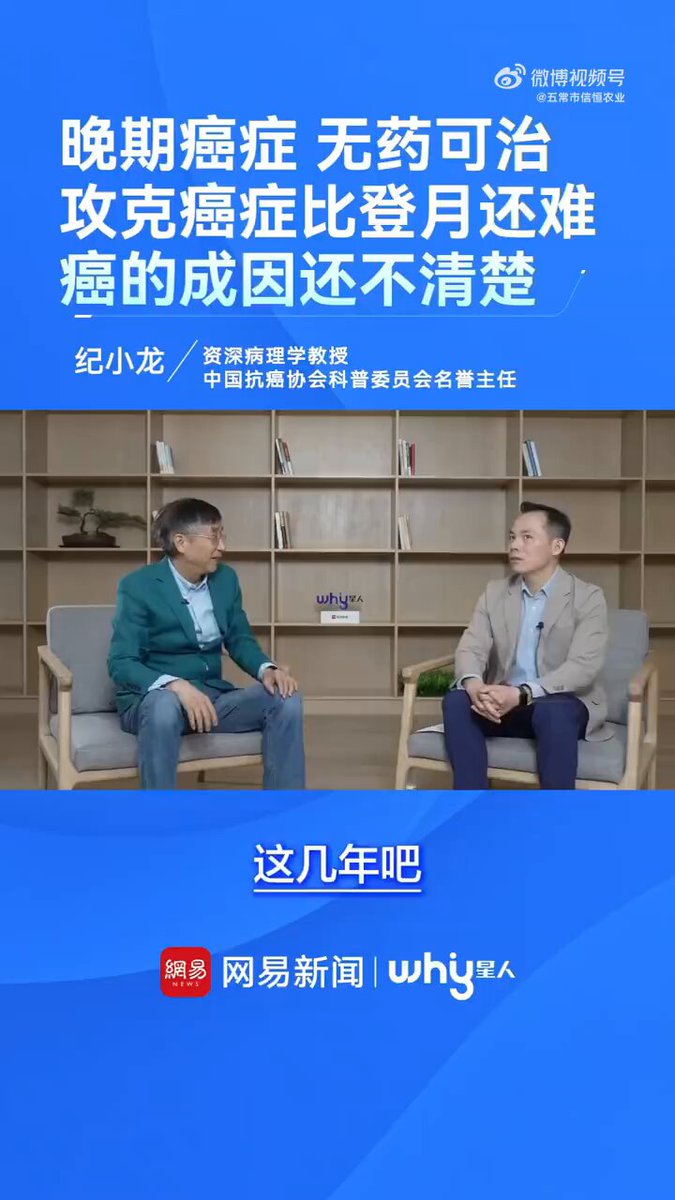 微博视频号
@五常市信恒农业
晚期癌症 无药可治
攻克癌症比登月还难
癌的成因还不清楚
纪小龙
资深病理学教授
中国抗癌协会科普委员会名誉主任
why星人
这几年吧
網易
NEWS
网易新闻
why星人